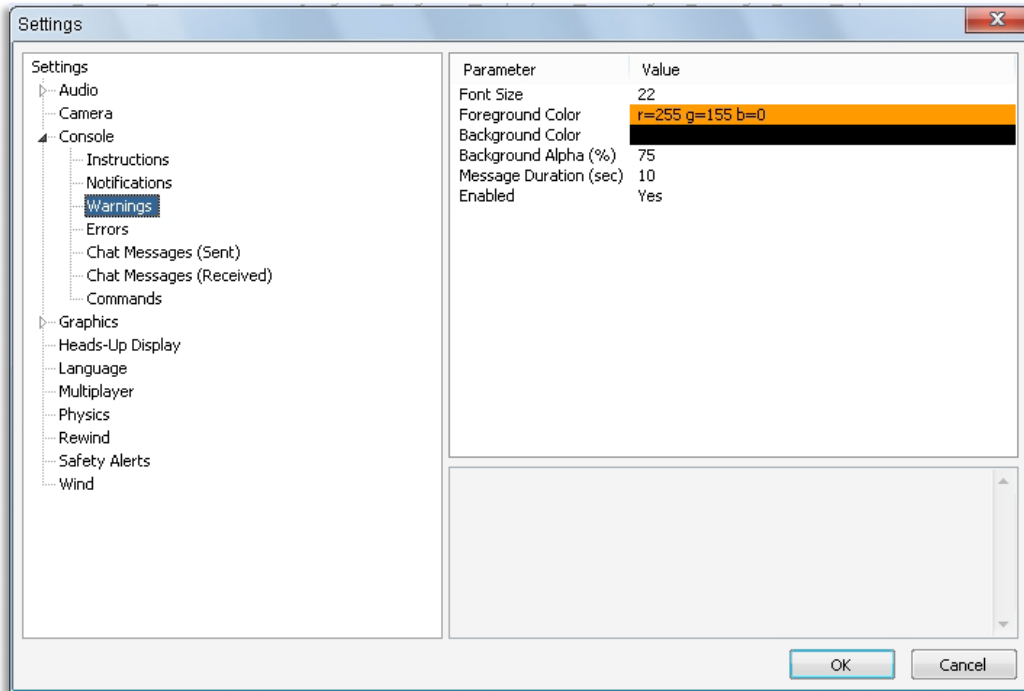 Settings
Settings
Audio
Camera
Console
Instructions
Notifications
Warnings
Errors
Chat Messages (Sent)
Chat Messages (Received)
Commands
Graphics
Heads-Up Display
Language
Multiplayer
Physics
Rewind
Safety Alerts
Wind
Parameter Value
Font Size 22
Foreground Color r=255 g=155 b=0
Background Color
Background Alpha (%) 75
Message Duration (sec) 10
Enabled Yes
OK Cancel